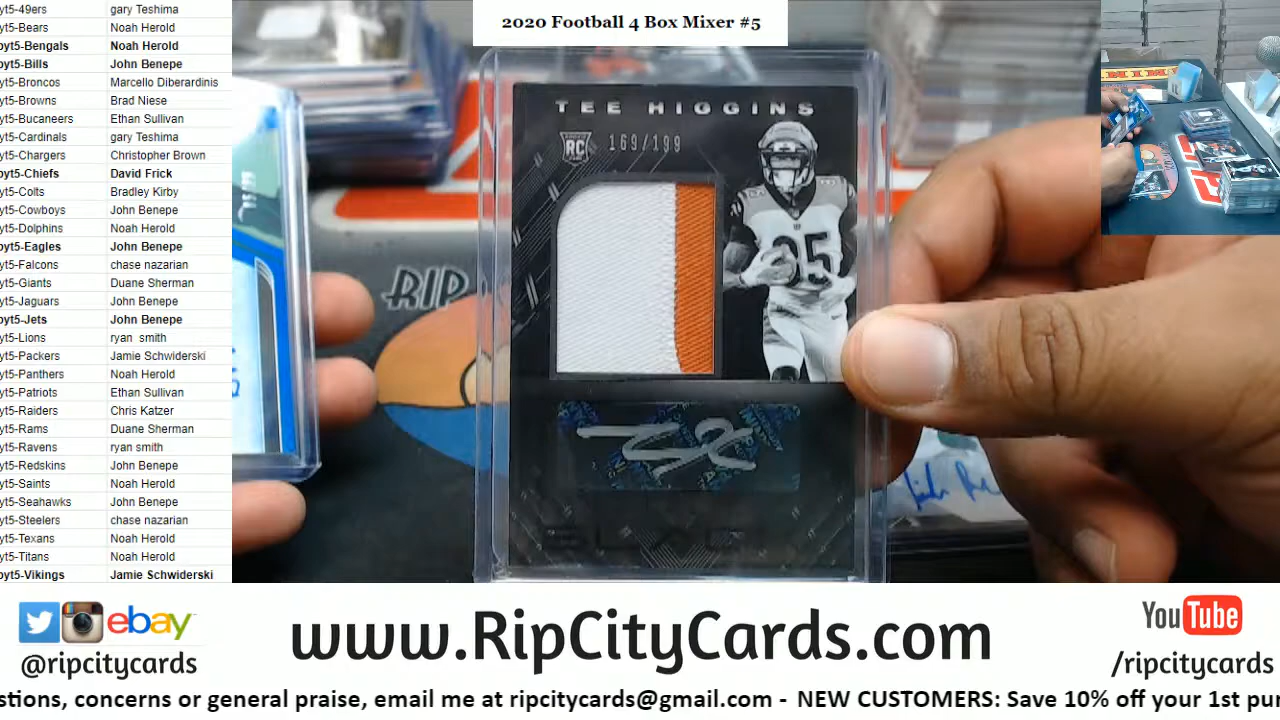 2020 Football 4 Box Mixer #5
yt5-49ers gary Teshima
yt5-Bears Noah Herold
yt5-Bengals Noah Herold
yt5-Bills John Benepe
yt5-Broncos Marcello Diberardinis
yt5-Browns Brad Niese
yt5-Bucaneers Ethan Sullivan
yt5-Cardinals gary Teshima
yt5-Chargers Christopher Brown
yt5-Chiefs David Frick
yt5-Colts Bradley Kirby
yt5-Cowboys John Benepe
yt5-Dolphins Noah Herold
yt5-Eagles John Benepe
yt5-Falcons chase nazarian
yt5-Giants Duane Sherman
yt5-Jaguars John Benepe
yt5-Jets John Benepe
yt5-Lions ryan smith
yt5-Packers Jamie Schwiderski
yt5-Panthers Noah Herold
yt5-Patriots Ethan Sullivan
yt5-Raiders Chris Katzer
yt5-Rams Duane Sherman
yt5-Ravens ryan smith
yt5-Redskins John Benepe
yt5-Saints Noah Herold
yt5-Seahawks John Benepe
yt5-Steelers chase nazarian
yt5-Texans Noah Herold
yt5-Titans Noah Herold
yt5-Vikings Jamie Schwiderski
TEE HIGGINS
RC 169/199
85
RIP
BLACK
ebay
@ripcitycards
www.RipCityCards.com
YouTube
/ripcitycards
stions, concerns or general praise, email me at ripcitycards@gmail.com - NEW CUSTOMERS: Save 10% off your 1st pur